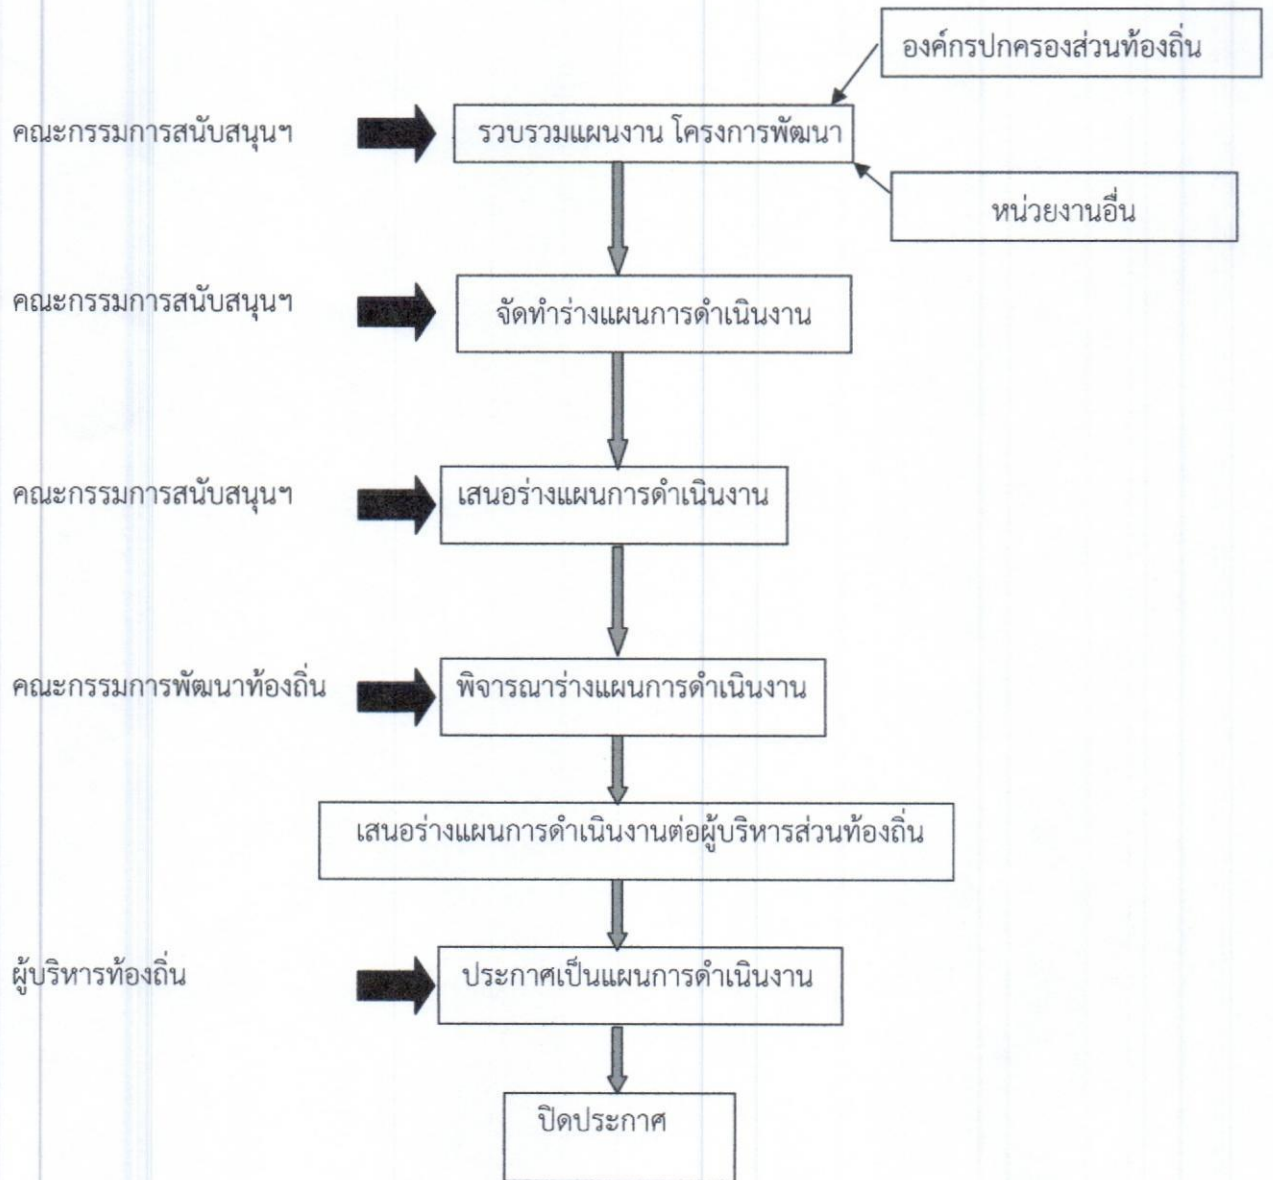 องค์กรปกครองส่วนท้องถิ่น
คณะกรรมการสนับสนุนฯ
รวบรวมแผนงาน โครงการพัฒนา
หน่วยงานอื่น
คณะกรรมการสนับสนุนฯ
จัดทำร่างแผนการดำเนินงาน
คณะกรรมการสนับสนุนฯ
เสนอร่างแผนการดำเนินงาน
คณะกรรมการพัฒนาท้องถิ่น
พิจารณาร่างแผนการดำเนินงาน
เสนอร่างแผนการดำเนินงานต่อผู้บริหารส่วนท้องถิ่น
ผู้บริหารท้องถิ่น
ประกาศเป็นแผนการดำเนินงาน
ปิดประกาศ